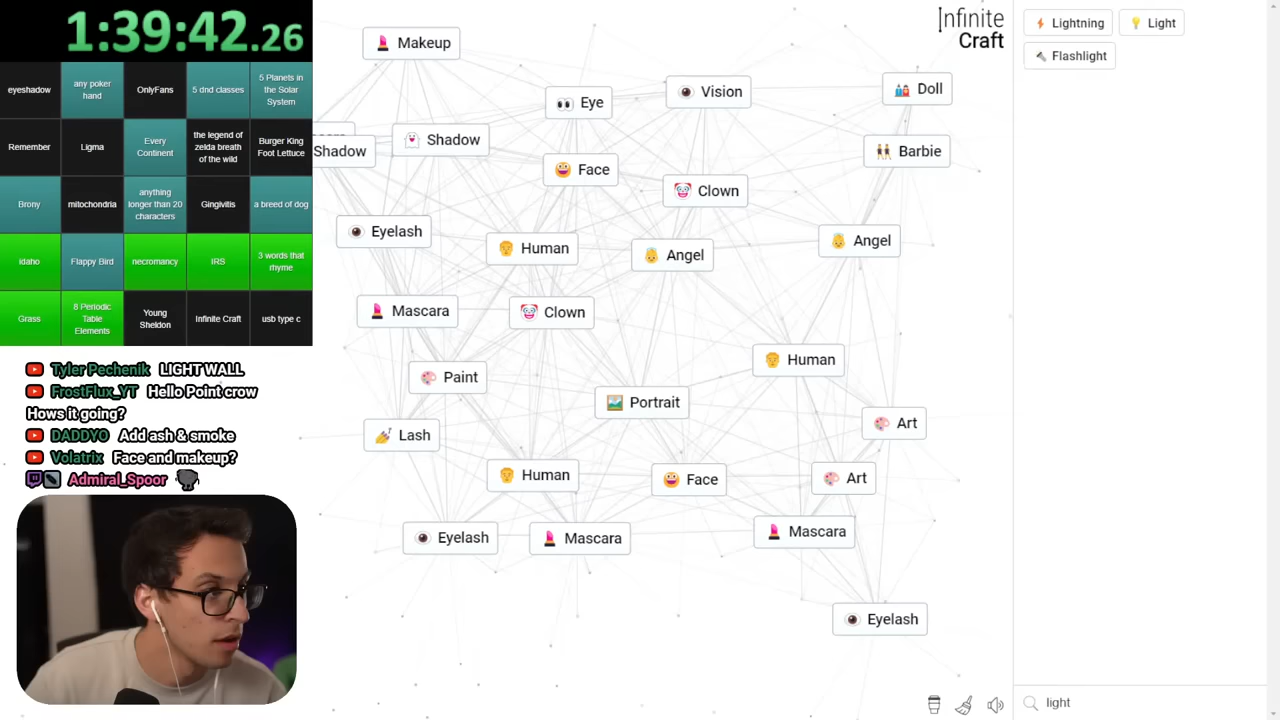 1:39:42.26
eyeshadow
any poker
hand
OnlyFans
5 dnd classes
5 Planets in
the Solar
System
Remember
Ligma
Every
Continent
the legend of
zelda breath
of the wild
Burger King
Foot Lettuce
Brony
mitochondria
anything
longer than 20
characters
Gingivitis
a breed of dog
idaho
Flappy Bird
necromancy
IRS
3 words that
rhyme
Grass
8 Periodic
Table
Elements
Young
Sheldon
Infinite Craft
usb type c
Tyler Pechenik LIGHT WALL
FrostFlux_YT Hello Point crow
Hows it going?
DADDYO Add ash & smoke
Volatrix Face and makeup?
Admiral_Spoor
Makeup
Eye
Vision
Doll
Shadow
Shadow
Barbie
Face
Clown
Eyelash
Human
Angel
Angel
Mascara
Clown
Human
Paint
Portrait
Art
Lash
Human
Face
Art
Eyelash
Mascara
Mascara
Eyelash
Infinite
Craft
Lightning
Light
Flashlight
light